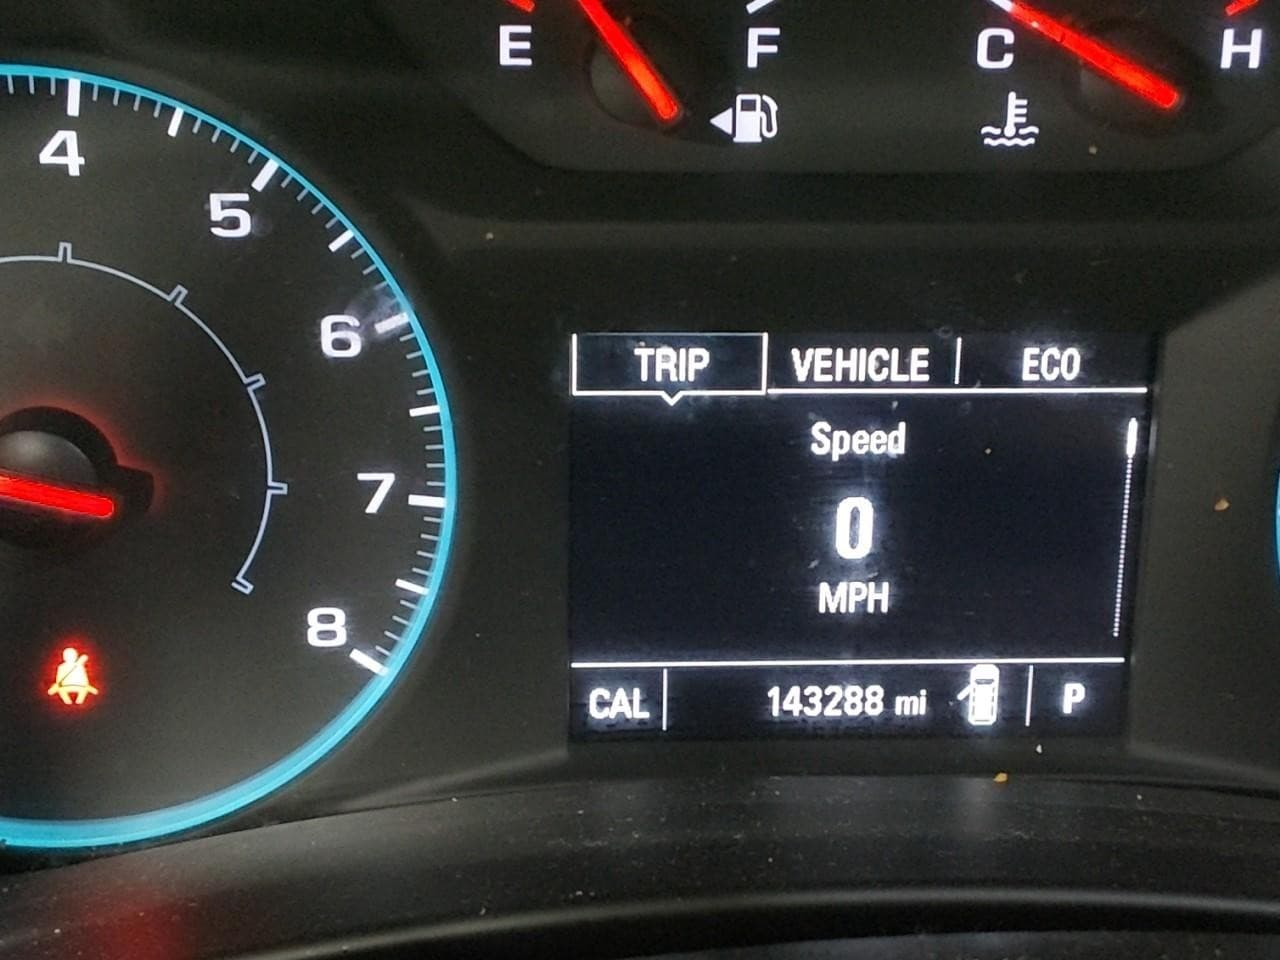 E F C H
4
5
6
7
8
TRIP VEHICLE ECO
Speed
0
MPH
CAL 143288 mi P